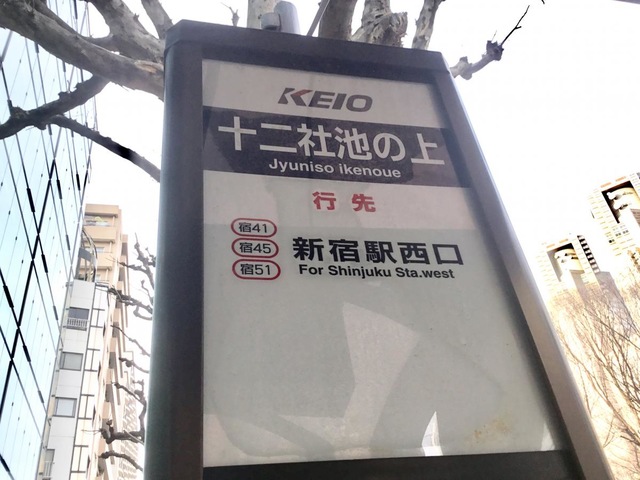 KEIO
十二社池の上
Jyuniso ikenoue
行先
宿41
宿45
宿51
新宿駅西口
For Shinjuku Sta.west